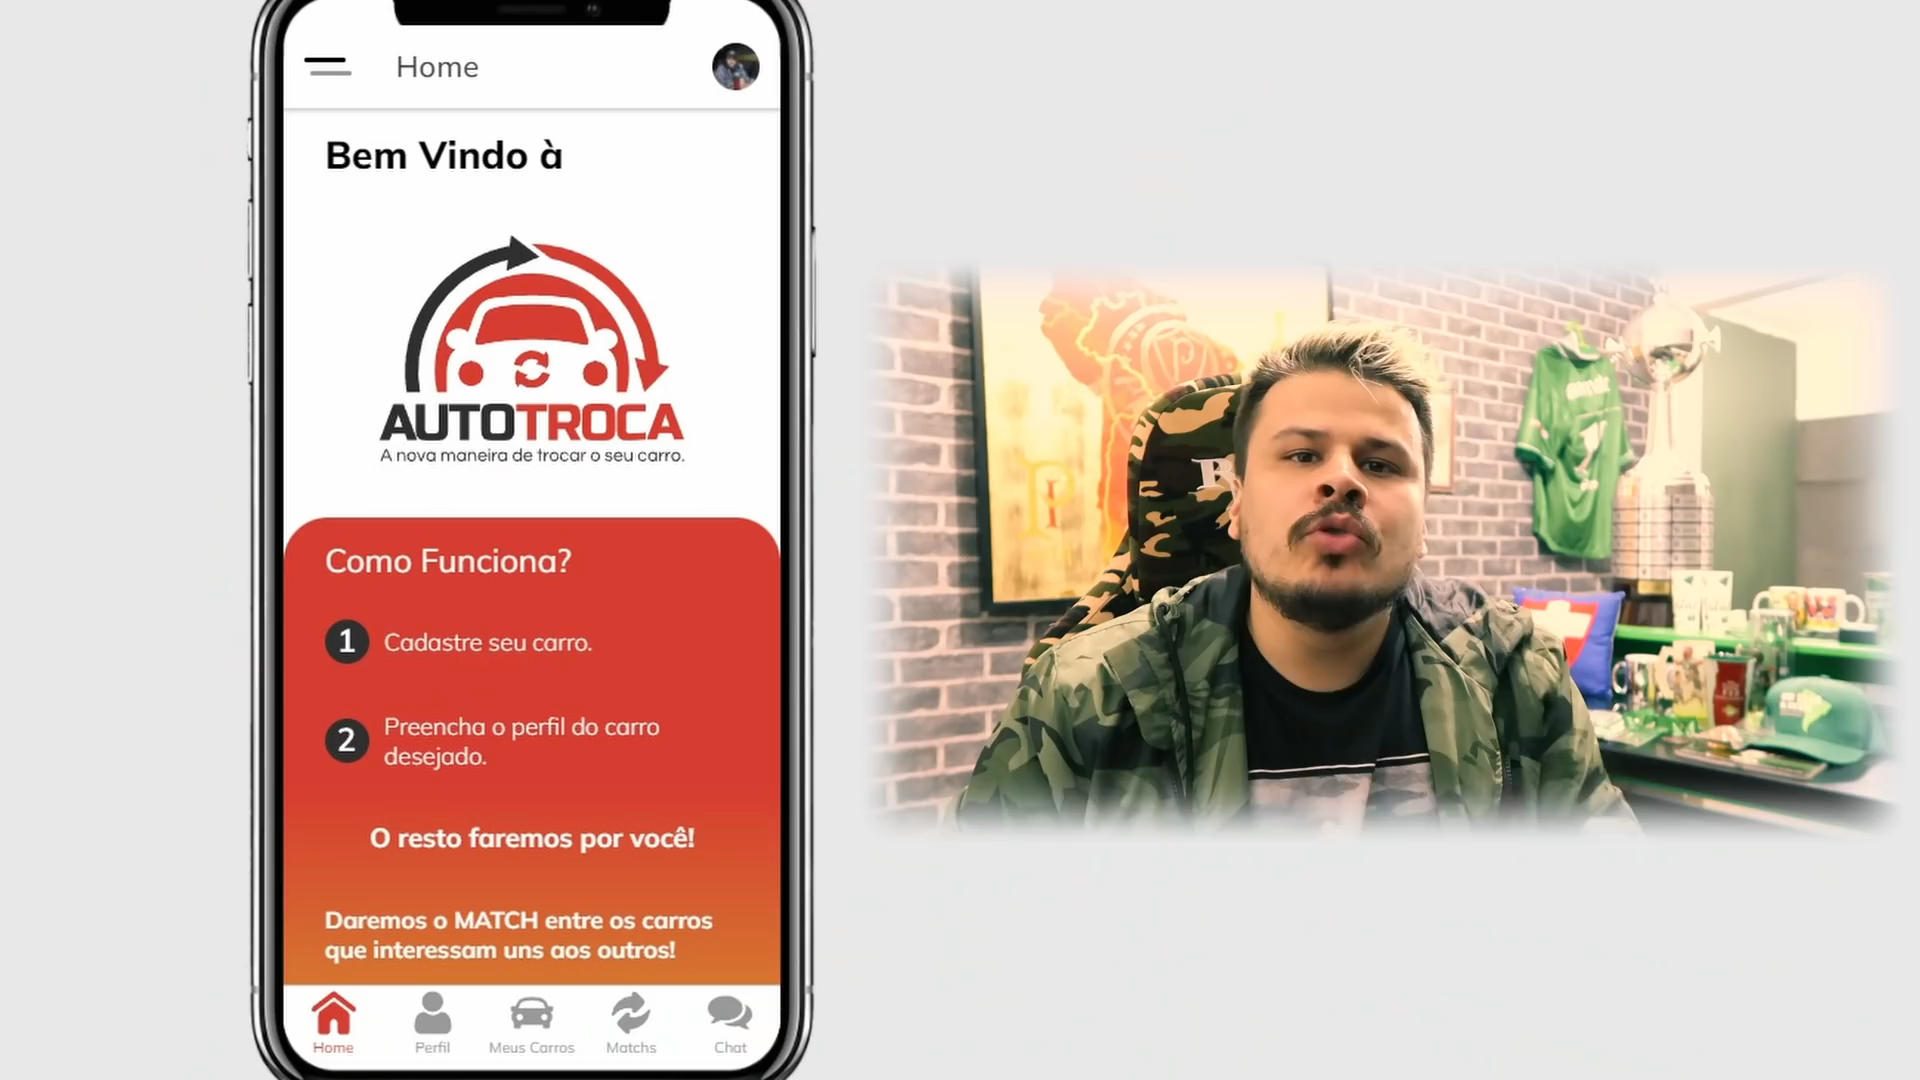 Home
Bem Vindo à
AUTOTROCA
A nova maneira de trocar o seu carro.
Como Funciona?
1 Cadastre seu carro.
2 Preencha o perfil do carro
desejado.
O resto faremos por você!
Daremos o MATCH entre os carros
que interessam uns aos outros!
Home Perfil Meus Carros Matchs Chat